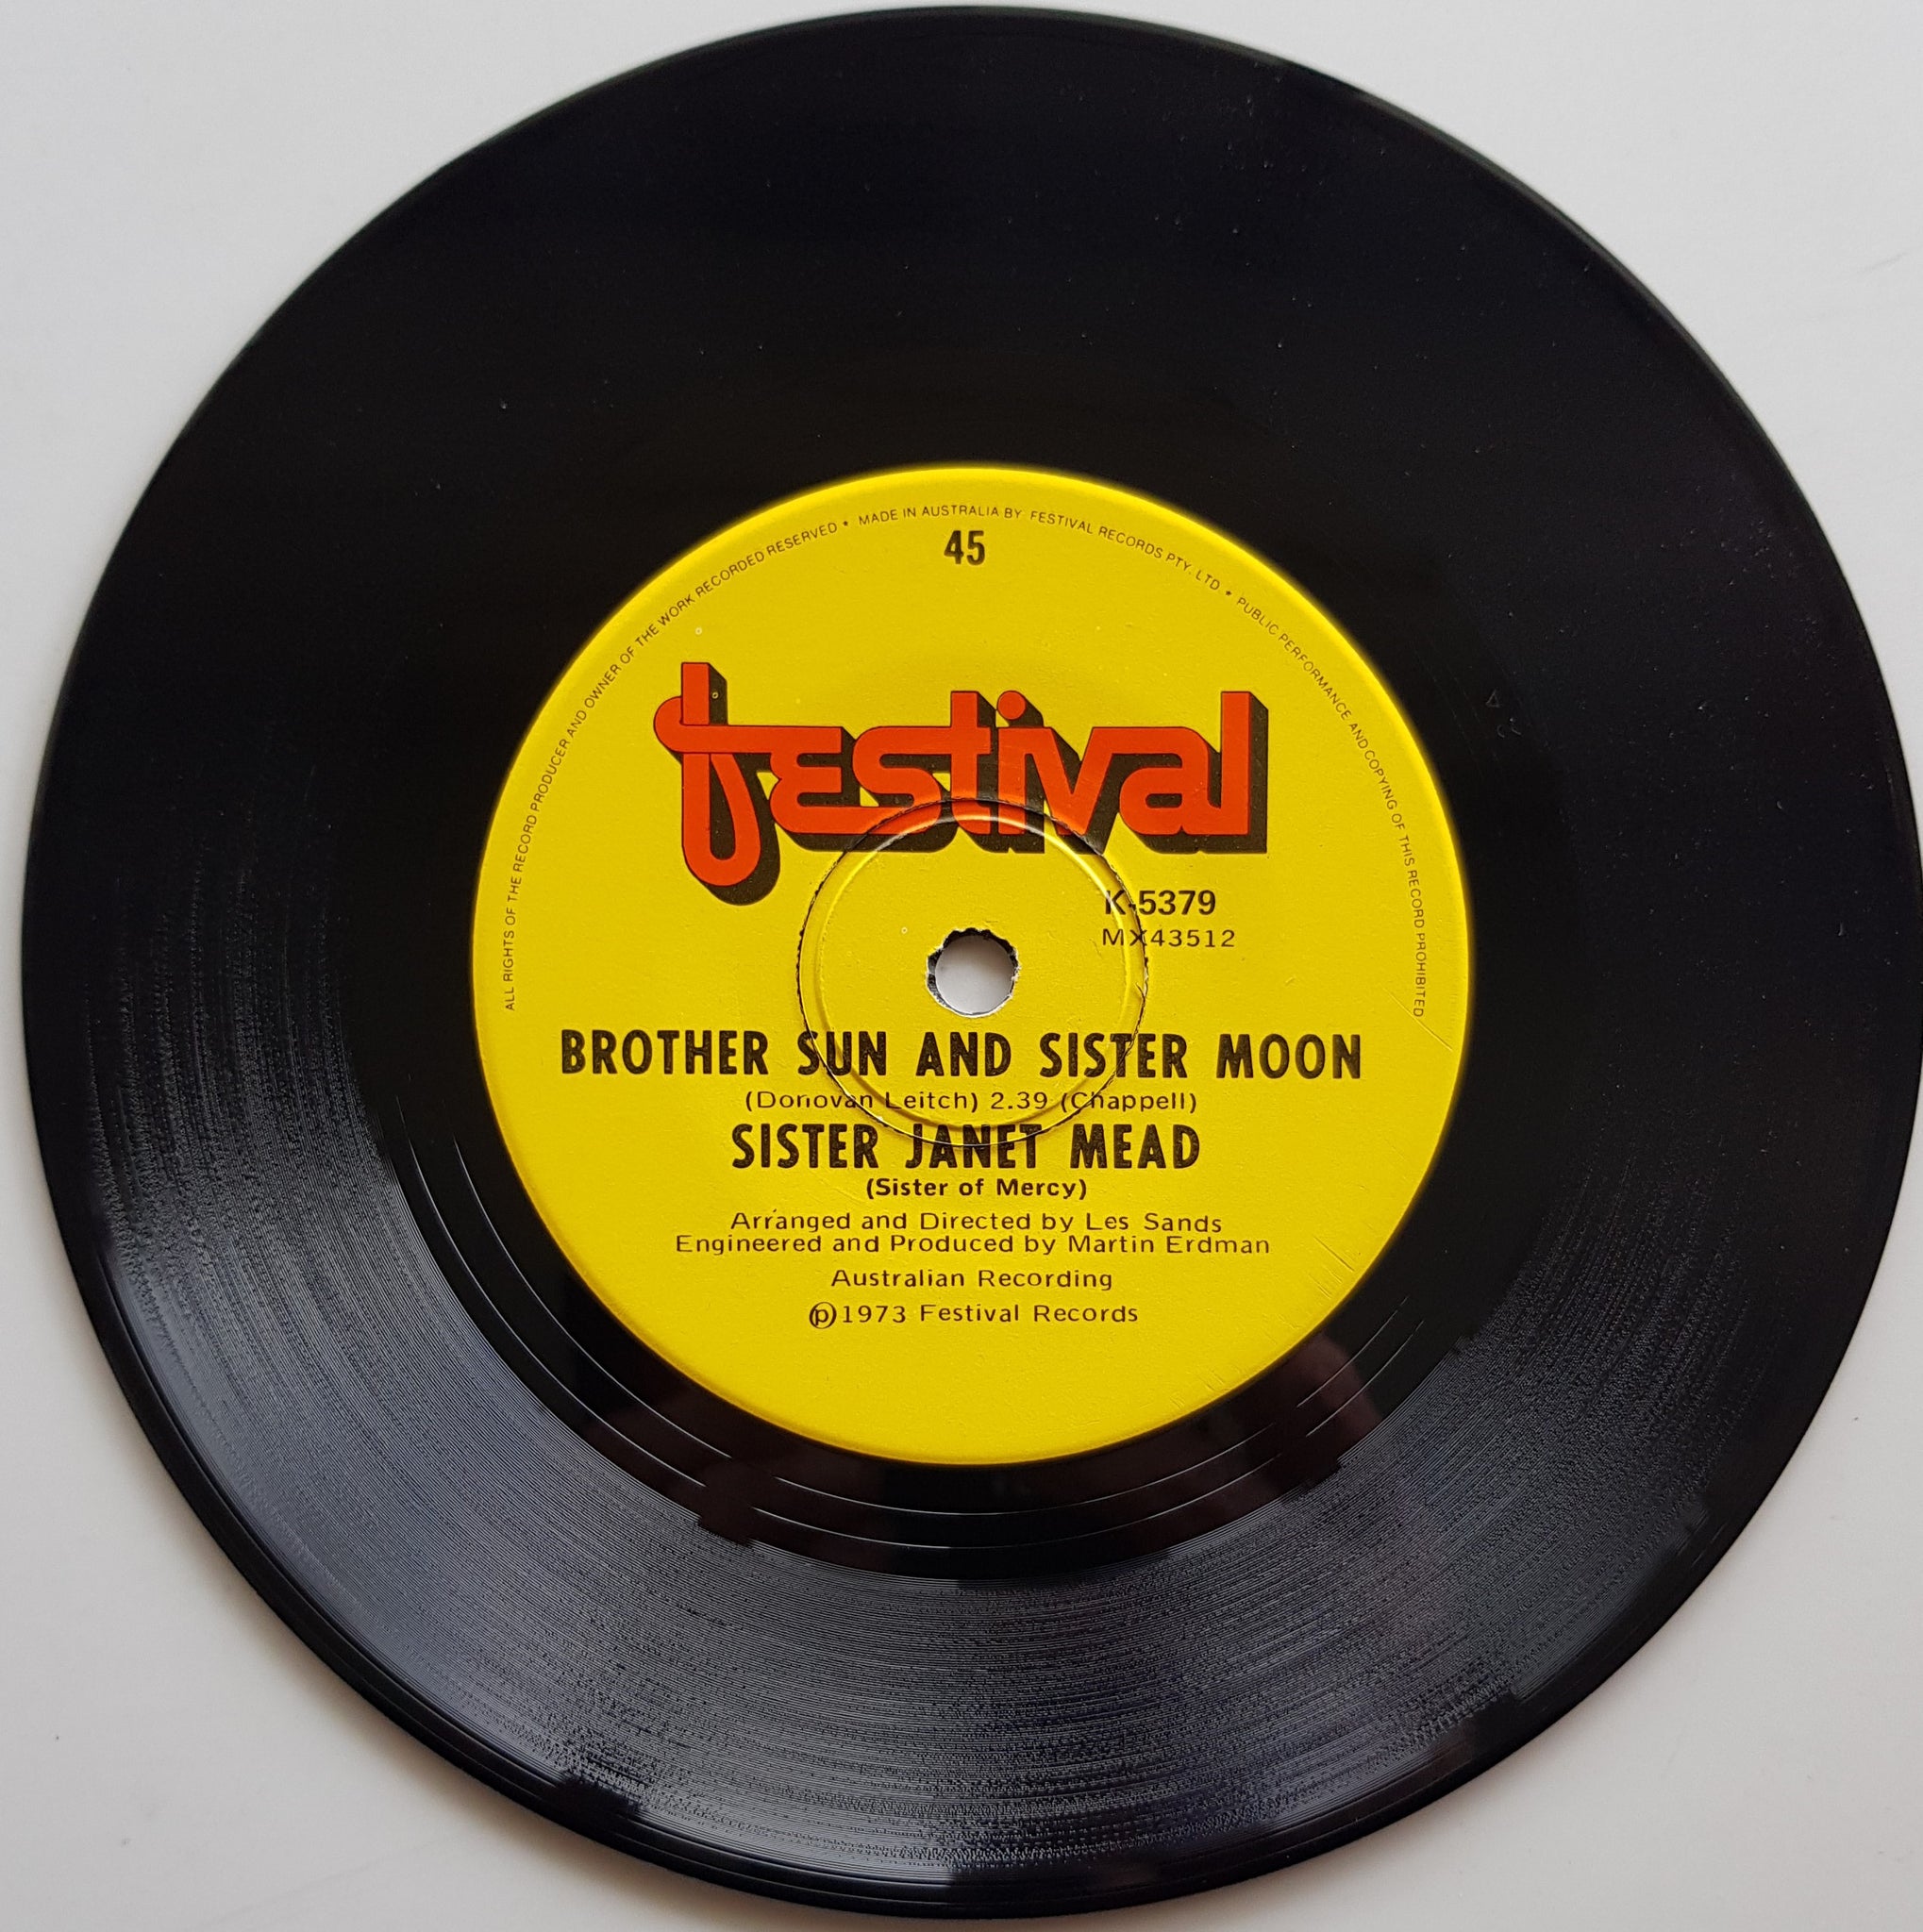 ALL RIGHTS OF THE RECORD PRODUCER AND OWNER OF THE WORK RECORDED RESERVED • MADE IN AUSTRALIA BY FESTIVAL RECORDS PTY. LTD • PUBLIC PERFORMANCE AND COPYING OF THIS RECORD PROHIBITED
45
festival
K-5379
MX43512
BROTHER SUN AND SISTER MOON
(Donovan Leitch) 2.39 (Chappell)
SISTER JANET MEAD
(Sister of Mercy)
Arranged and Directed by Les Sands
Engineered and Produced by Martin Erdman
Australian Recording
℗1973 Festival Records